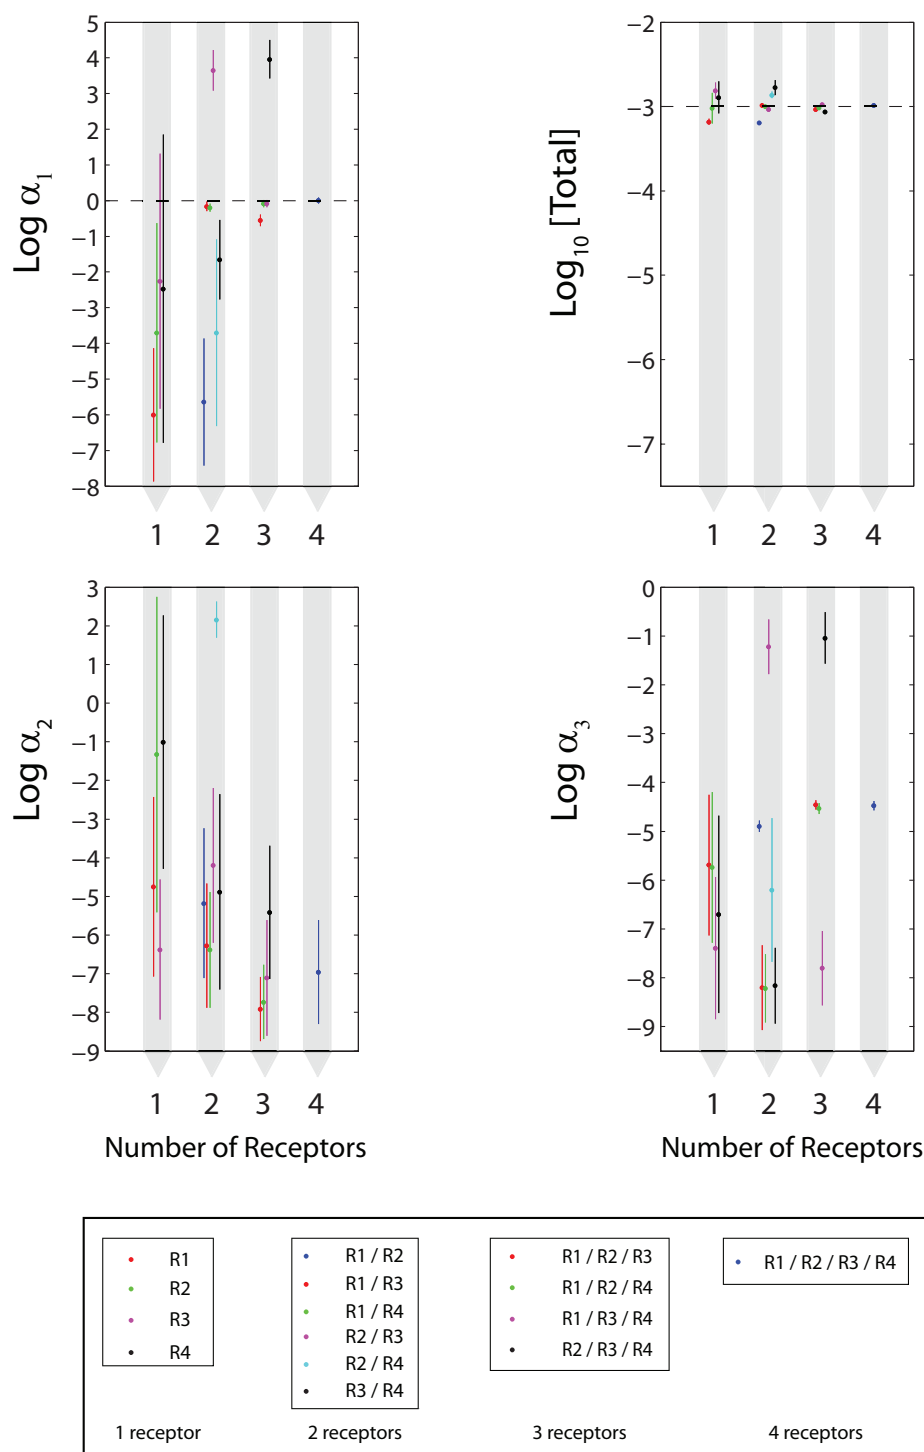 5
4
3
2
1
0
−1
−2
−3
−4
−5
−6
−7
−8
Log α1
1 2 3 4
−2
−3
−4
−5
−6
−7
Log10 [Total]
1 2 3 4
3
2
1
0
−1
−2
−3
−4
−5
−6
−7
−8
−9
Log α2
1 2 3 4
Number of Receptors
0
−1
−2
−3
−4
−5
−6
−7
−8
−9
Log α3
1 2 3 4
Number of Receptors
R1
R2
R3
R4
1 receptor
R1 / R2
R1 / R3
R1 / R4
R2 / R3
R2 / R4
R3 / R4
2 receptors
R1 / R2 / R3
R1 / R2 / R4
R1 / R3 / R4
R2 / R3 / R4
3 receptors
R1 / R2 / R3 / R4
4 receptors